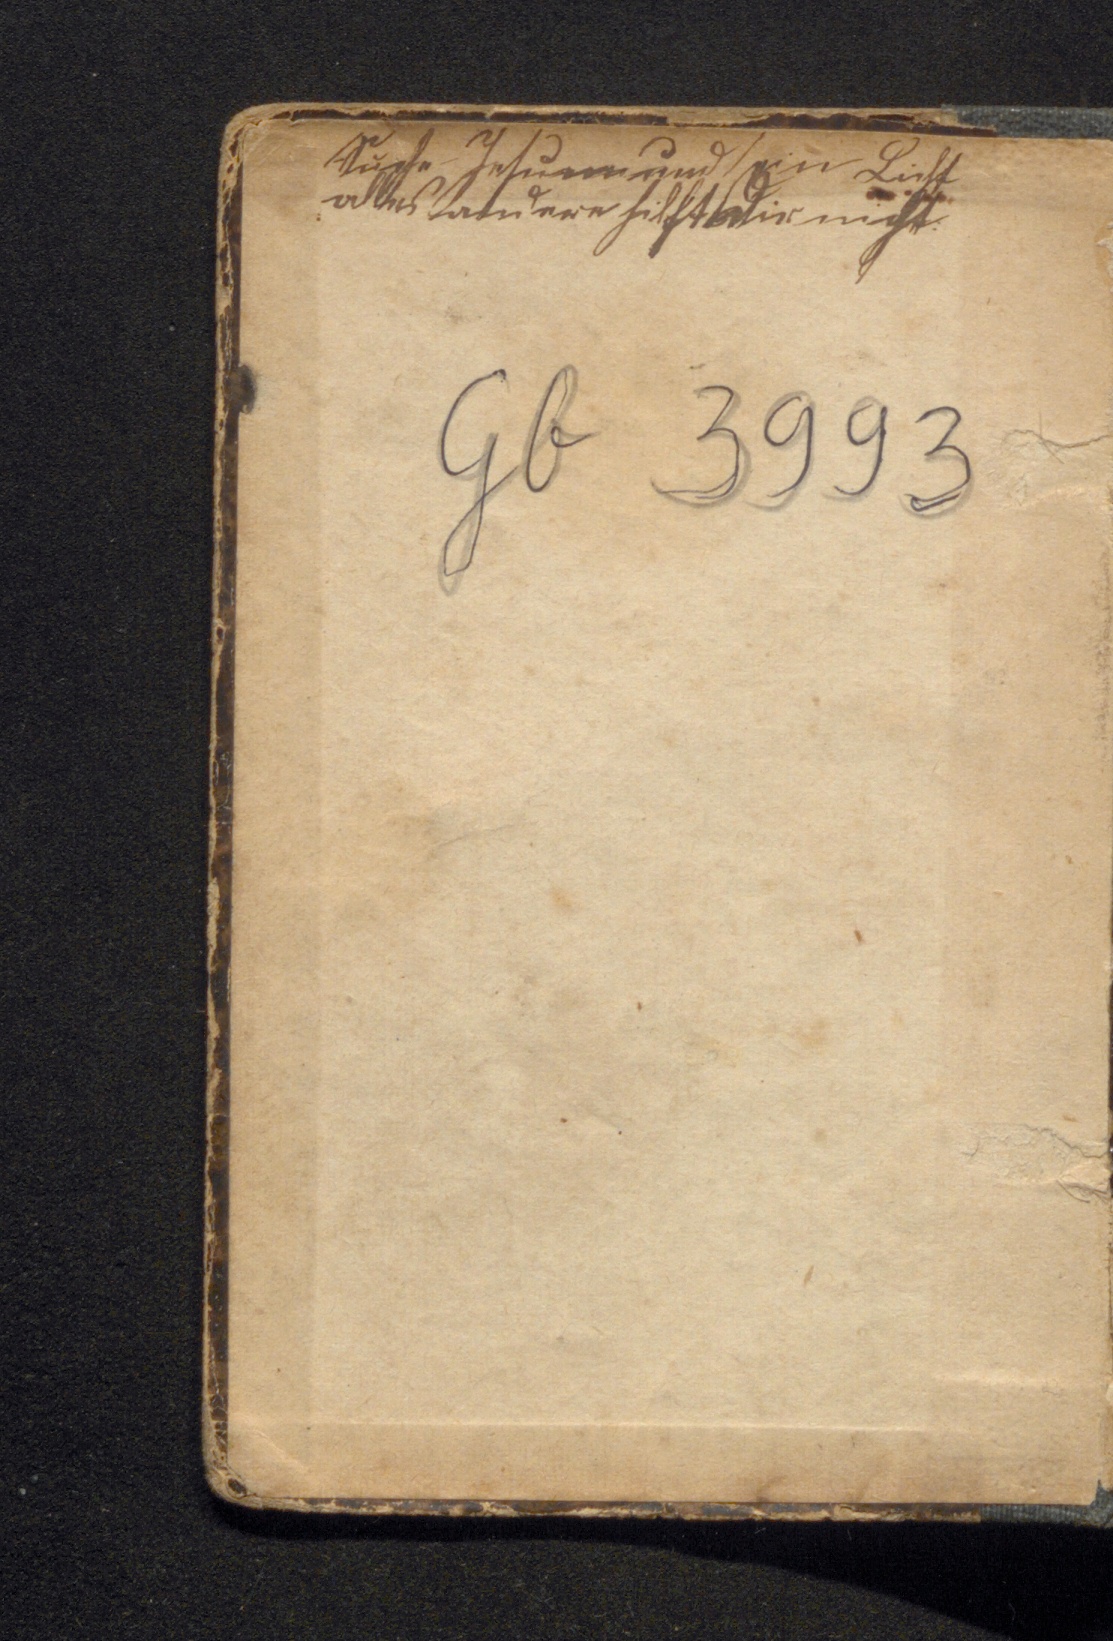 Suche Jesum und sein Licht
alles andere hilft dir nicht.
Gb 3993